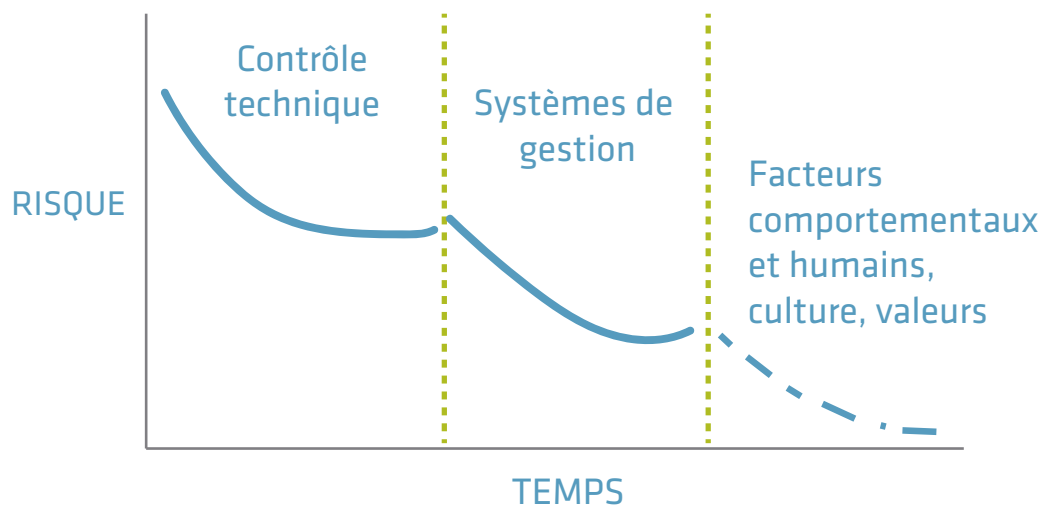 Contrôle
technique
Systèmes de
gestion
Facteurs
comportementaux
et humains,
culture, valeurs
RISQUE
TEMPS